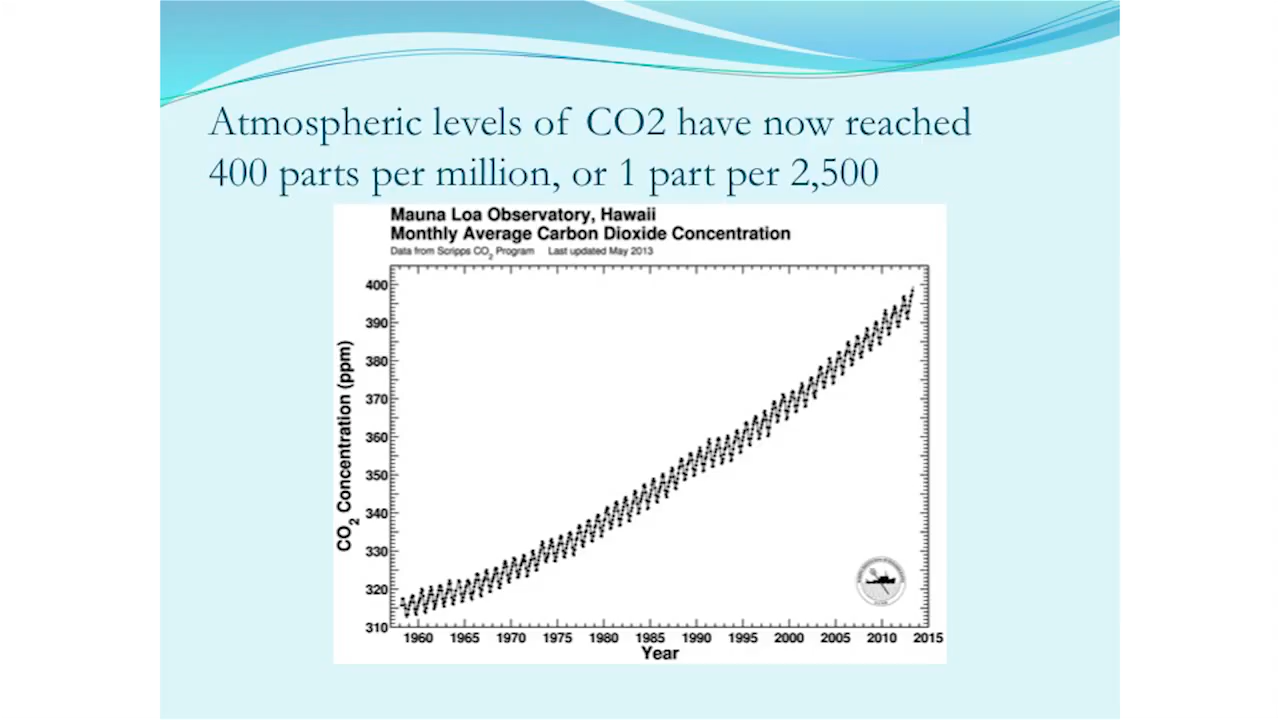 Atmospheric levels of CO2 have now reached
400 parts per million, or 1 part per 2,500
Mauna Loa Observatory, Hawaii
Monthly Average Carbon Dioxide Concentration
Data from Scripps CO2 Program Last updated May 2013
400
390
380
370
360
350
340
330
320
310
CO2 Concentration (ppm)
1960 1965 1970 1975 1980 1985 1990 1995 2000 2005 2010 2015
Year